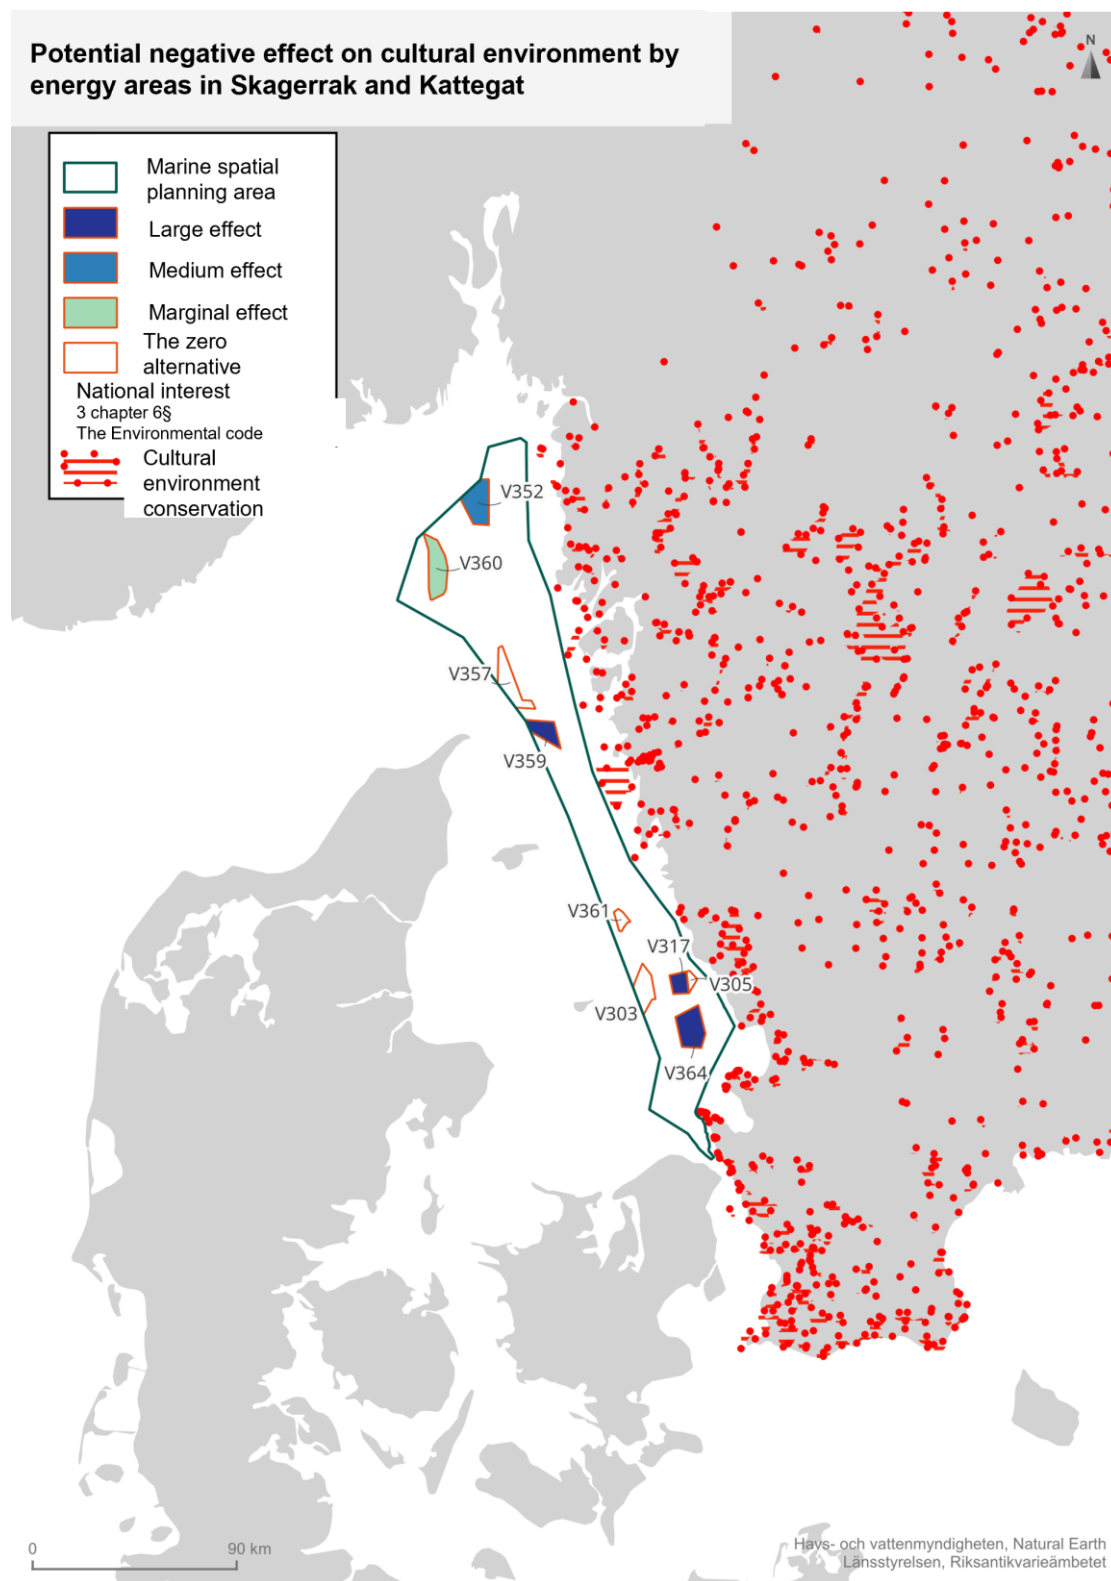 Potential negative effect on cultural environment by
energy areas in Skagerrak and Kattegat
N
Marine spatial
planning area
Large effect
Medium effect
Marginal effect
The zero
alternative
National interest
3 chapter 6§
The Environmental code
Cultural
environment
conservation
V352
V360
V357
V359
V361
V317
V305
V303
V364
0 90 km
Havs- och vattenmyndigheten, Natural Earth
Länsstyrelsen, Riksantikvarieämbetet